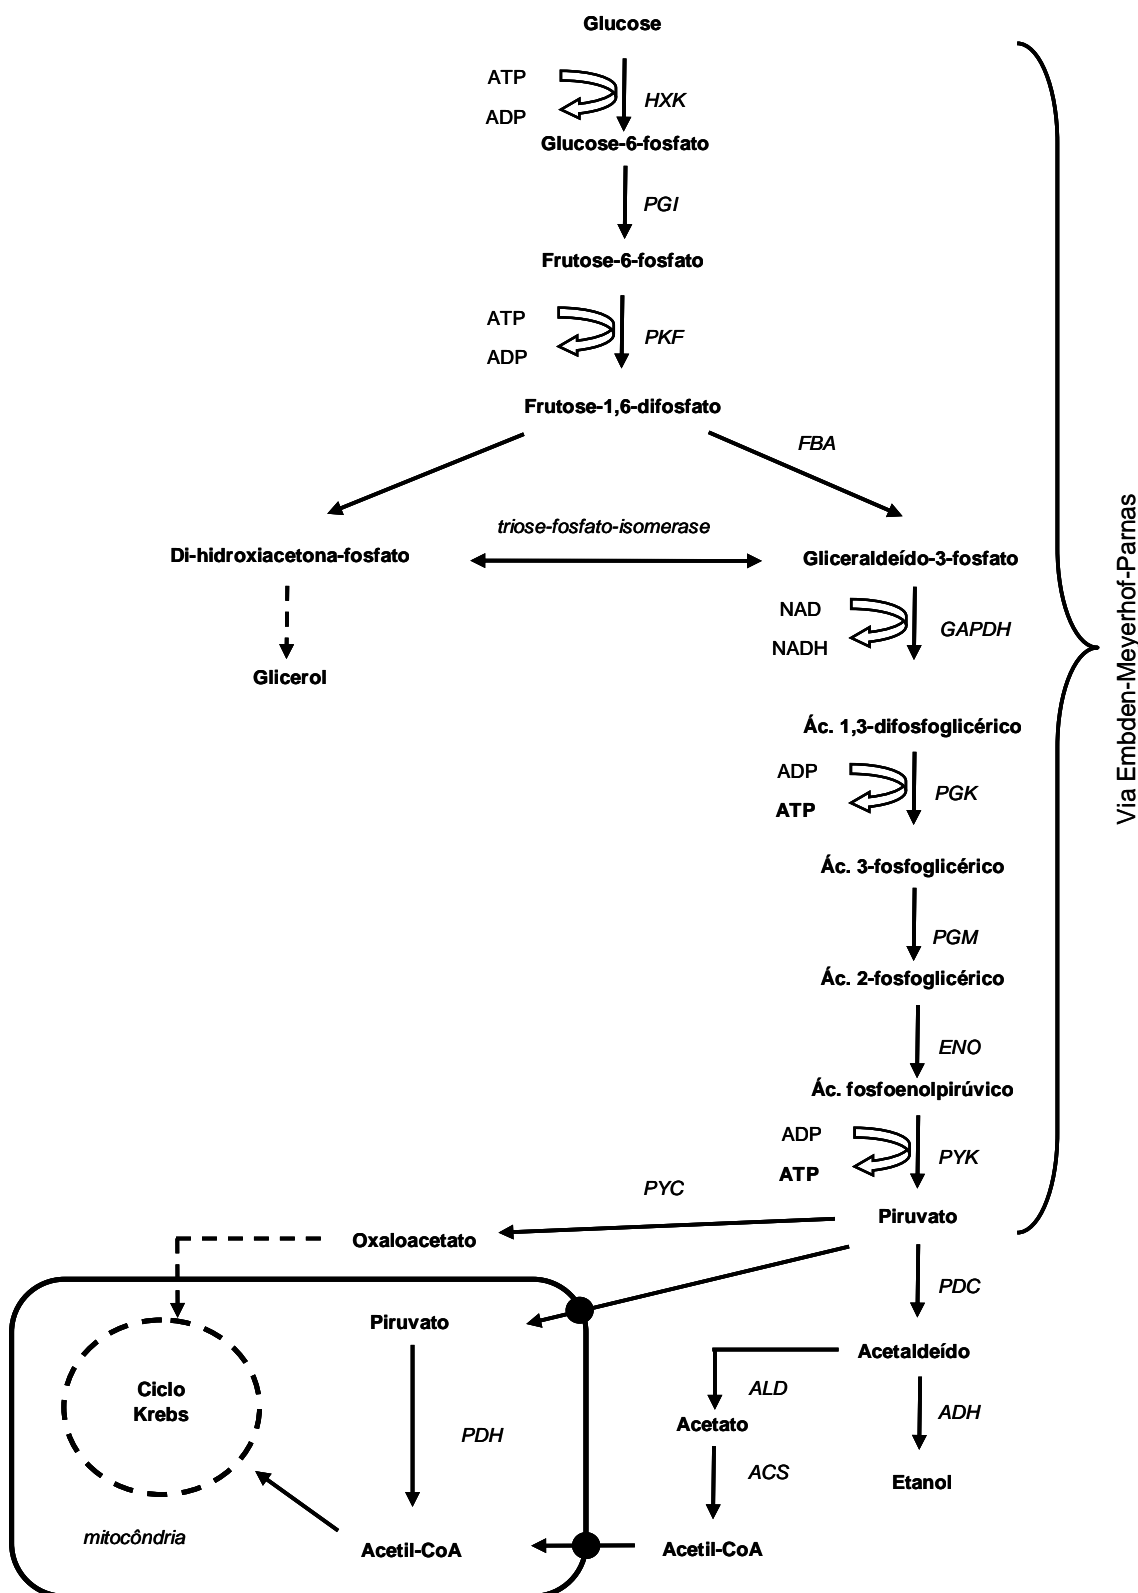 Glucose
ATP
HXK
ADP
Glucose-6-fosfato
PGI
Frutose-6-fosfato
ATP
PKF
ADP
Frutose-1,6-difosfato
FBA
triose-fosfato-isomerase
Di-hidroxiacetona-fosfato
Gliceraldeído-3-fosfato
NAD
GAPDH
NADH
Glicerol
Via Embden-Meyerhof-Parnas
Ác. 1,3-difosfoglicérico
ADP
PGK
ATP
Ác. 3-fosfoglicérico
PGM
Ác. 2-fosfoglicérico
ENO
Ác. fosfoenolpirúvico
ADP
PYK
ATP
PYC
Piruvato
Oxaloacetato
PDC
Piruvato
Acetaldeído
Ciclo
Krebs
ALD
Acetato
ADH
PDH
ACS
Etanol
mitocôndria
Acetil-CoA
Acetil-CoA